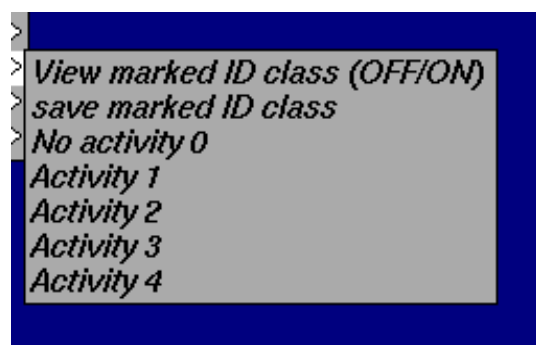 View marked ID class (OFF/ON)
save marked ID class
No activity 0
Activity 1
Activity 2
Activity 3
Activity 4